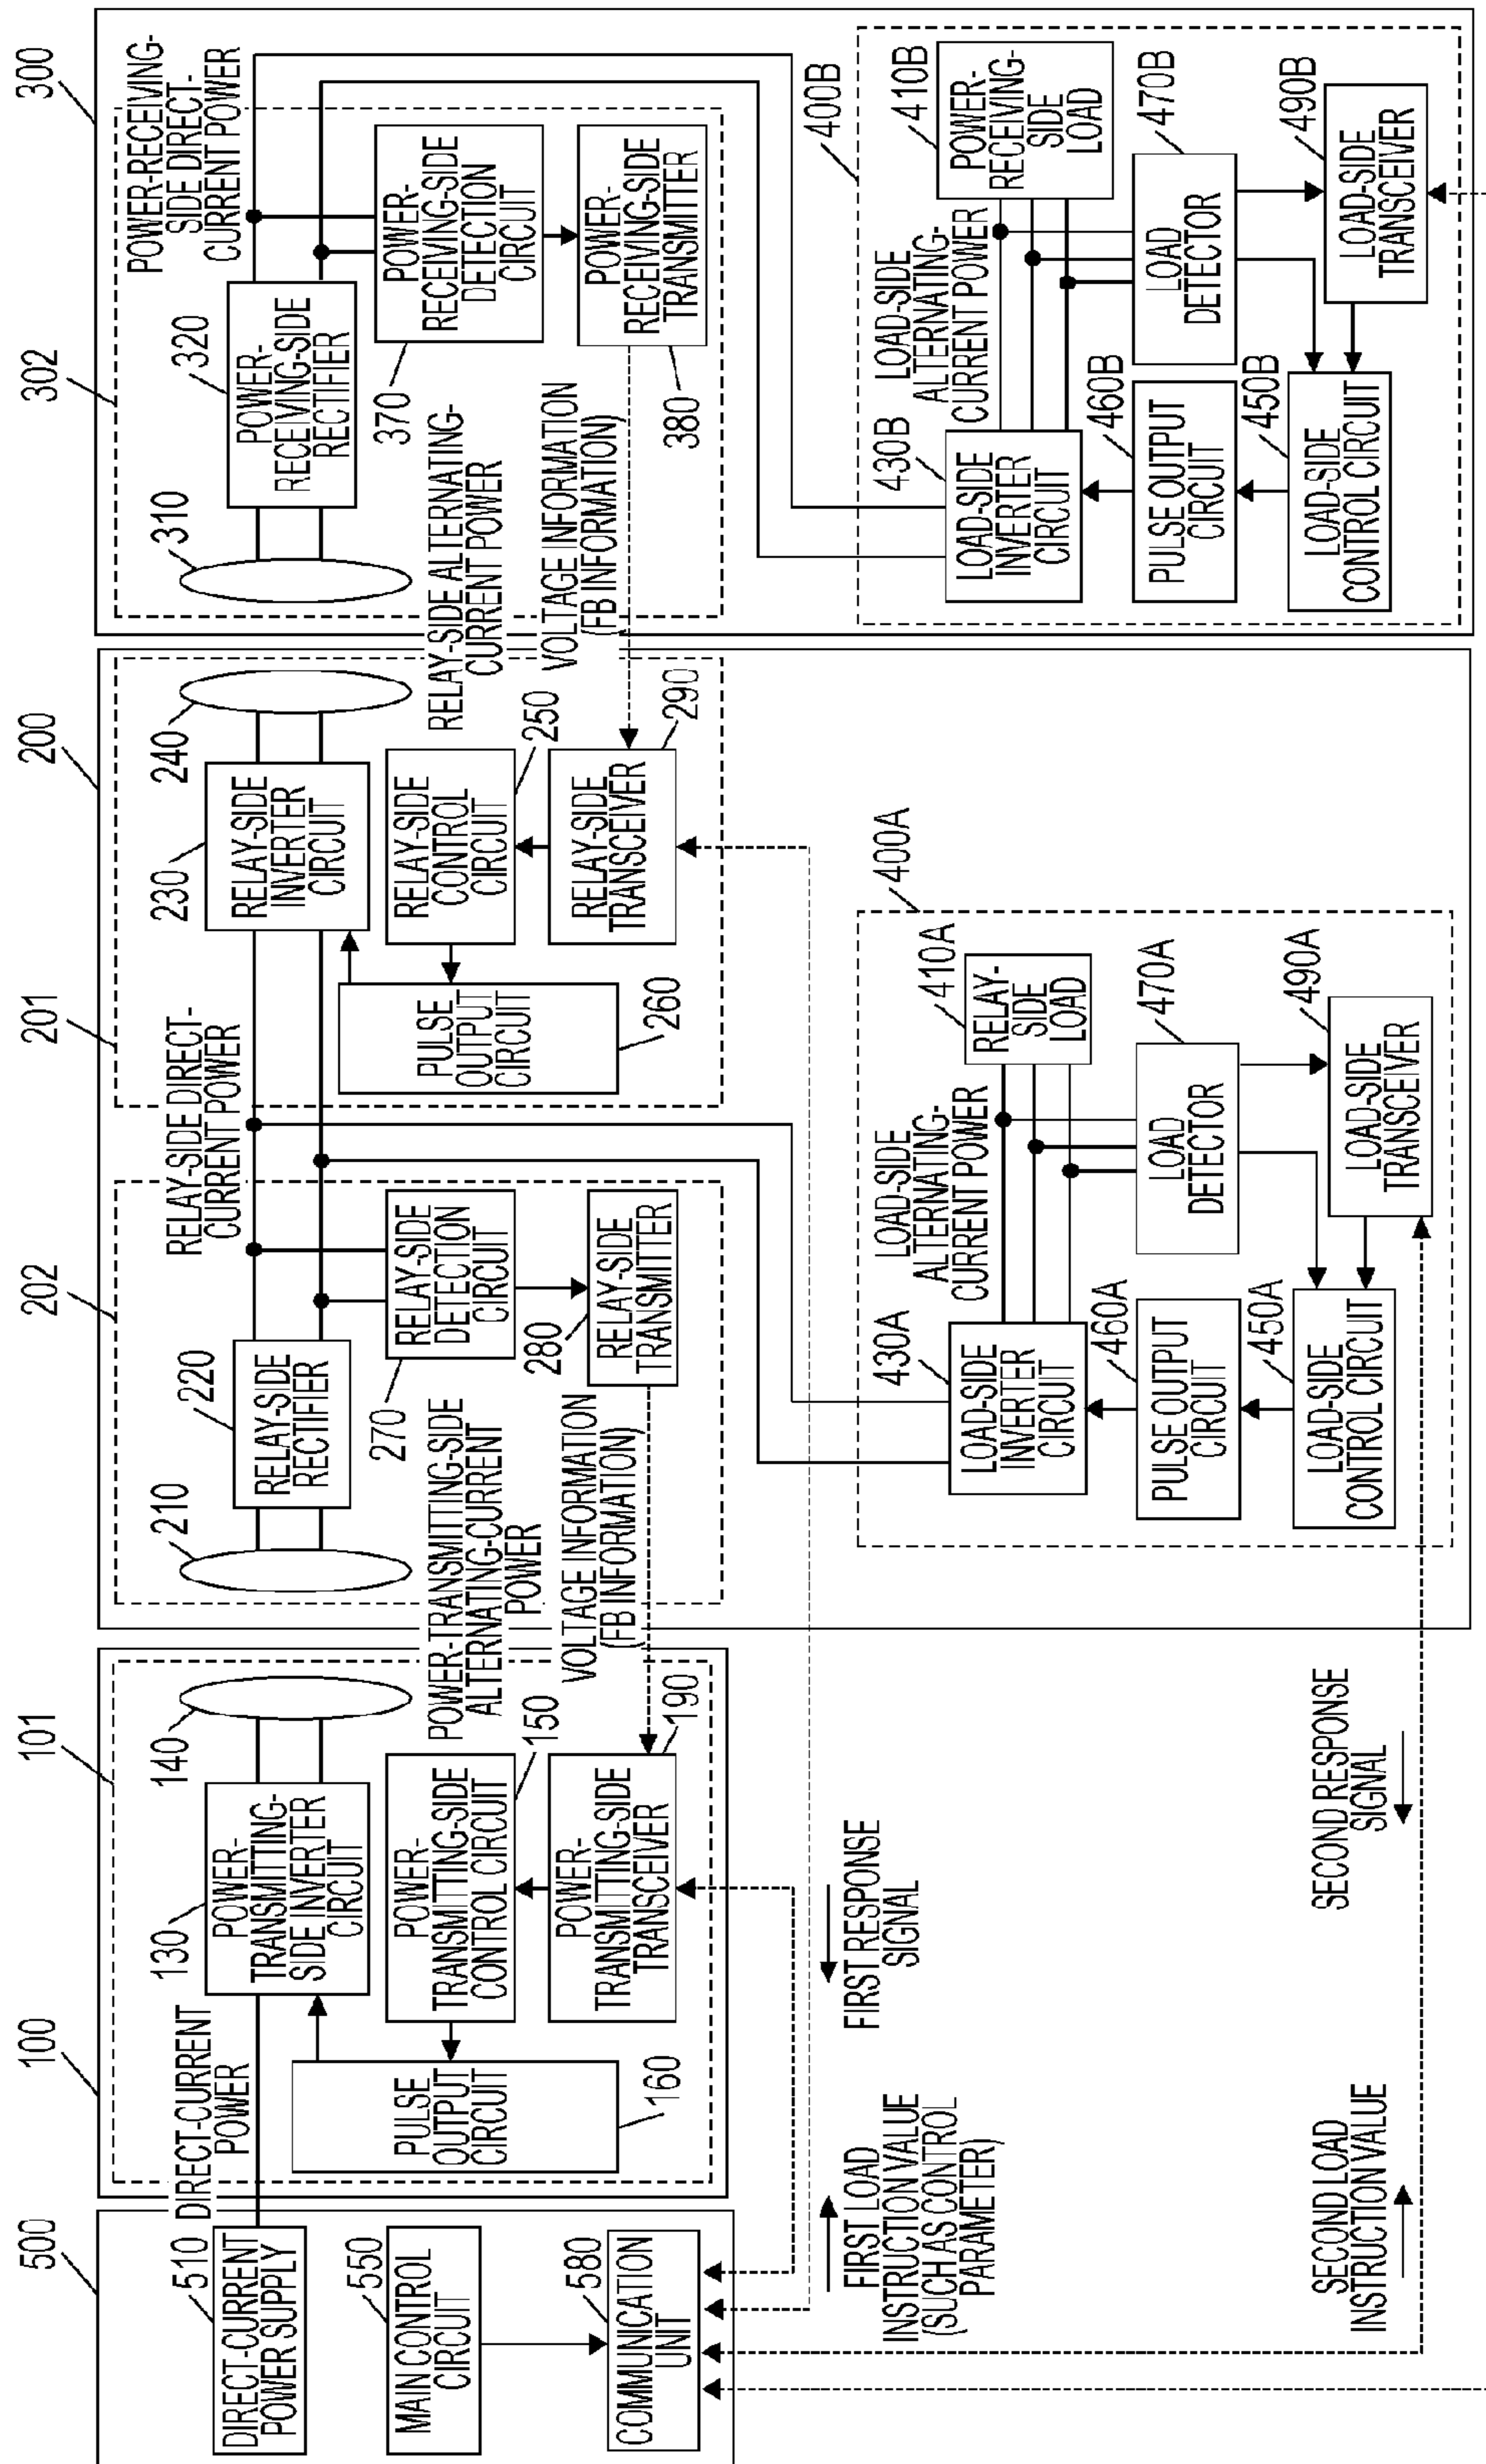 500
510
DIRECT-CURRENT
POWER SUPPLY
550
MAIN CONTROL
CIRCUIT
580
COMMUNICATION
UNIT
DIRECT-CURRENT
POWER
100
101
130
POWER-
TRANSMITTING-
SIDE INVERTER
CIRCUIT
140
PULSE
OUTPUT
CIRCUIT
160
POWER-
TRANSMITTING-SIDE
CONTROL CIRCUIT
150
POWER-
TRANSMITTING-SIDE
TRANSCEIVER
190
POWER-TRANSMITTING-SIDE
ALTERNATING-CURRENT
POWER
VOLTAGE INFORMATION
(FB INFORMATION)
200
202
210
220
RELAY-SIDE
RECTIFIER
270
RELAY-SIDE
DETECTION
CIRCUIT
280
RELAY-SIDE
TRANSMITTER
RELAY-SIDE DIRECT-
CURRENT POWER
201
230
RELAY-SIDE
INVERTER
CIRCUIT
240
PULSE
OUTPUT
CIRCUIT
260
RELAY-SIDE
CONTROL
CIRCUIT
250
RELAY-SIDE
TRANSCEIVER
290
RELAY-SIDE ALTERNATING-
CURRENT POWER
VOLTAGE INFORMATION
(FB INFORMATION)
300
302
310
320
POWER-
RECEIVING-SIDE
RECTIFIER
POWER-RECEIVING-
SIDE DIRECT-
CURRENT POWER
370
POWER-
RECEIVING-SIDE
DETECTION
CIRCUIT
380
POWER-
RECEIVING-SIDE
TRANSMITTER
400A
430A
LOAD-SIDE
INVERTER
CIRCUIT
LOAD-SIDE
ALTERNATING-
CURRENT POWER
410A
RELAY-
SIDE
LOAD
460A
PULSE OUTPUT
CIRCUIT
470A
LOAD
DETECTOR
450A
LOAD-SIDE
CONTROL CIRCUIT
490A
LOAD-SIDE
TRANSCEIVER
400B
430B
LOAD-SIDE
INVERTER
CIRCUIT
LOAD-SIDE
ALTERNATING-
CURRENT POWER
410B
POWER-
RECEIVING-
SIDE
LOAD
460B
PULSE OUTPUT
CIRCUIT
470B
LOAD
DETECTOR
450B
LOAD-SIDE
CONTROL CIRCUIT
490B
LOAD-SIDE
TRANSCEIVER
FIRST LOAD
INSTRUCTION VALUE
(SUCH AS CONTROL
PARAMETER)
FIRST RESPONSE
SIGNAL
SECOND LOAD
INSTRUCTION VALUE
SECOND RESPONSE
SIGNAL